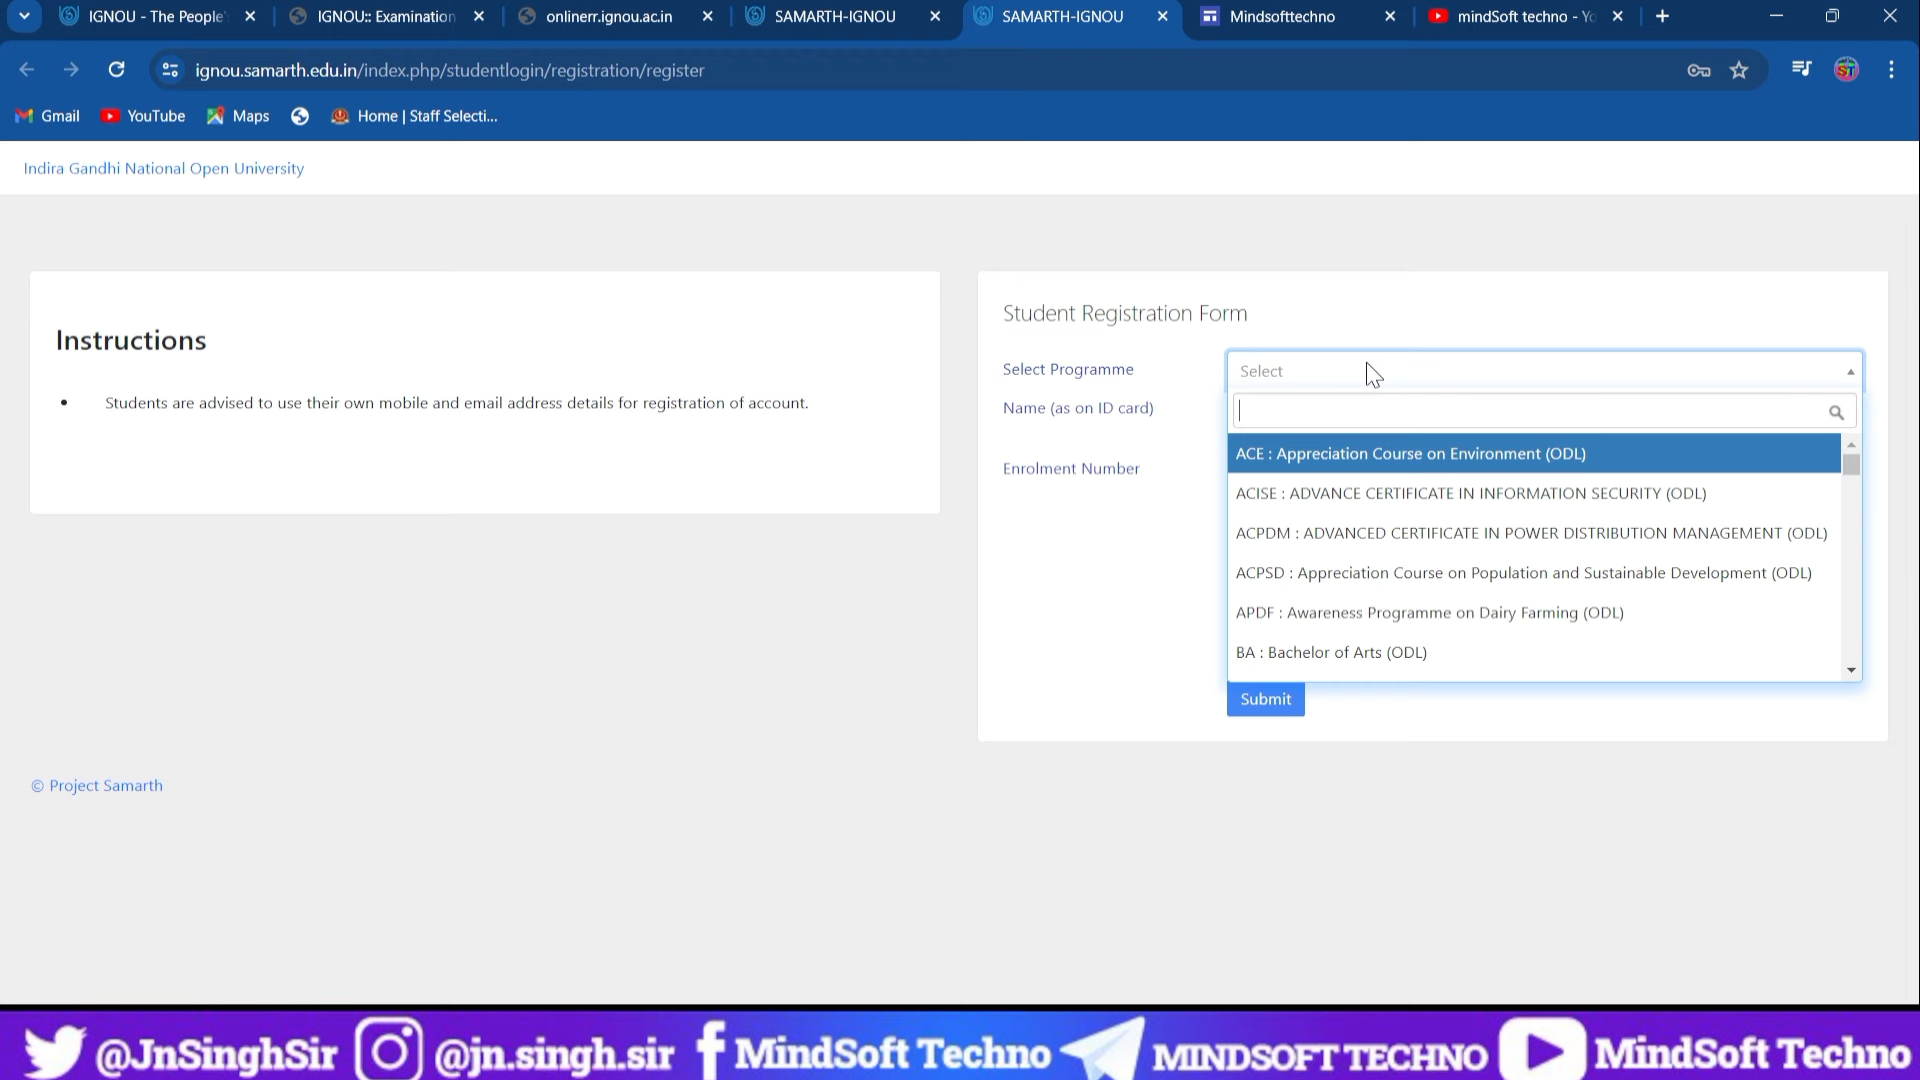 IGNOU - The People'
IGNOU:: Examination
onlinerr.ignou.ac.in
SAMARTH-IGNOU
SAMARTH-IGNOU
Mindsofttechno
mindSoft techno - Yo
ignou.samarth.edu.in/index.php/studentlogin/registration/register
Gmail
YouTube
Maps
Home | Staff Selecti...
Indira Gandhi National Open University
Instructions
• Students are advised to use their own mobile and email address details for registration of account.
Student Registration Form
Select Programme
Select
Name (as on ID card)
Enrolment Number
ACE : Appreciation Course on Environment (ODL)
ACISE : ADVANCE CERTIFICATE IN INFORMATION SECURITY (ODL)
ACPDM : ADVANCED CERTIFICATE IN POWER DISTRIBUTION MANAGEMENT (ODL)
ACPSD : Appreciation Course on Population and Sustainable Development (ODL)
APDF : Awareness Programme on Dairy Farming (ODL)
BA : Bachelor of Arts (ODL)
Submit
© Project Samarth
@JnSinghSir
@jn.singh.sir
MindSoft Techno
MINDSOFT TECHNO
MindSoft Techno